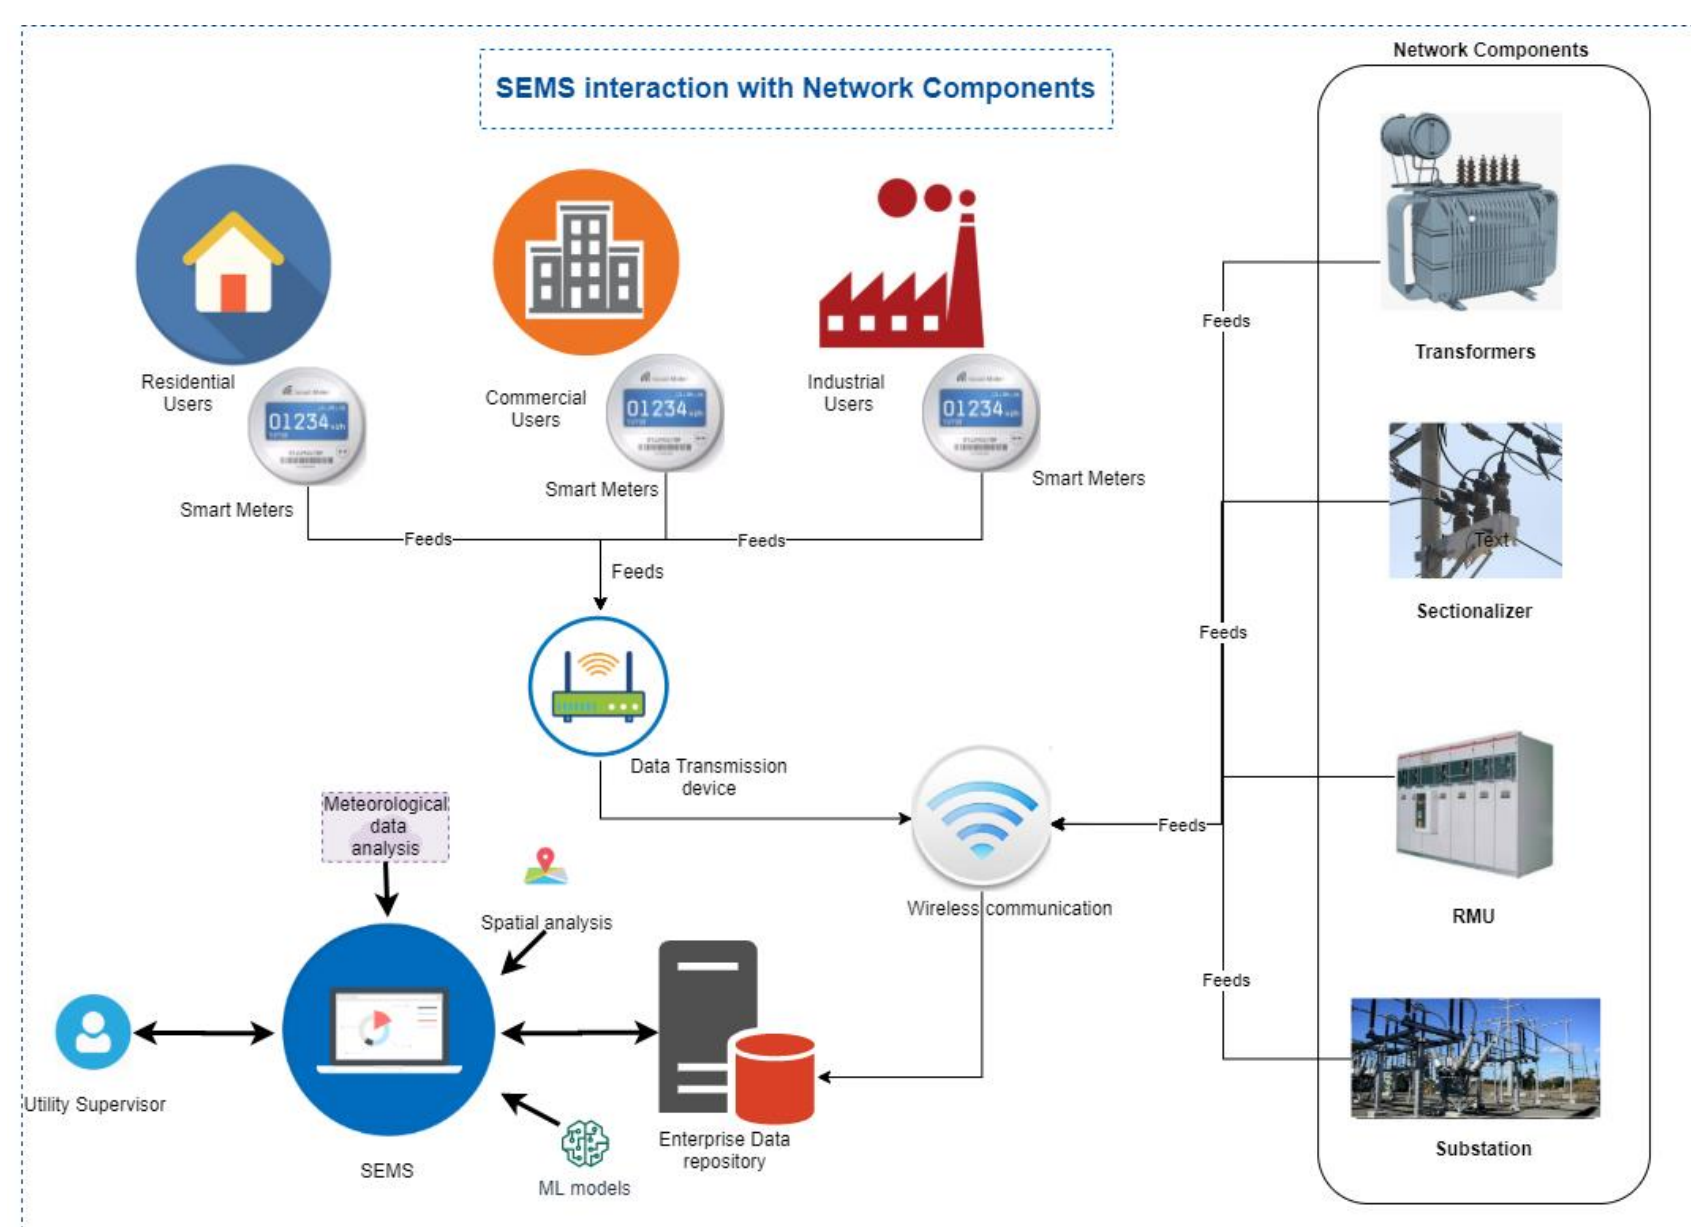 Network Components
SEMS interaction with Network Components
Residential
Users
Commercial
Users
Industrial
Users
01234
01234
01234
Smart Meters
Smart Meters
Smart Meters
Feeds
Feeds
Feeds
Data Transmission
device
Wireless communication
Feeds
Feeds
Feeds
Feeds
Transformers
Text
Sectionalizer
RMU
Substation
Meteorological
data
analysis
Spatial analysis
Utility Supervisor
SEMS
ML models
Enterprise Data
repository